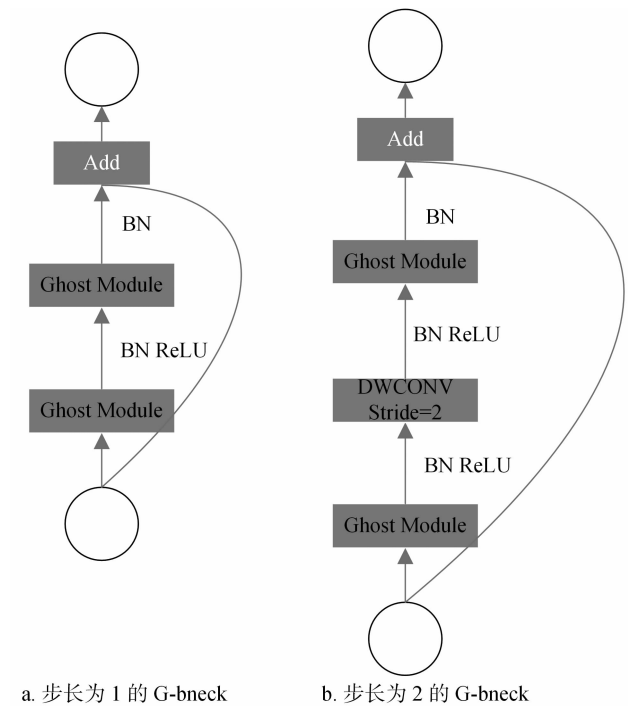 Add
BN
Ghost Module
BN ReLU
Ghost Module
a. 步长为 1 的 G-bneck
Add
BN
Ghost Module
BN ReLU
DWCONV
Stride=2
BN ReLU
Ghost Module
b. 步长为 2 的 G-bneck